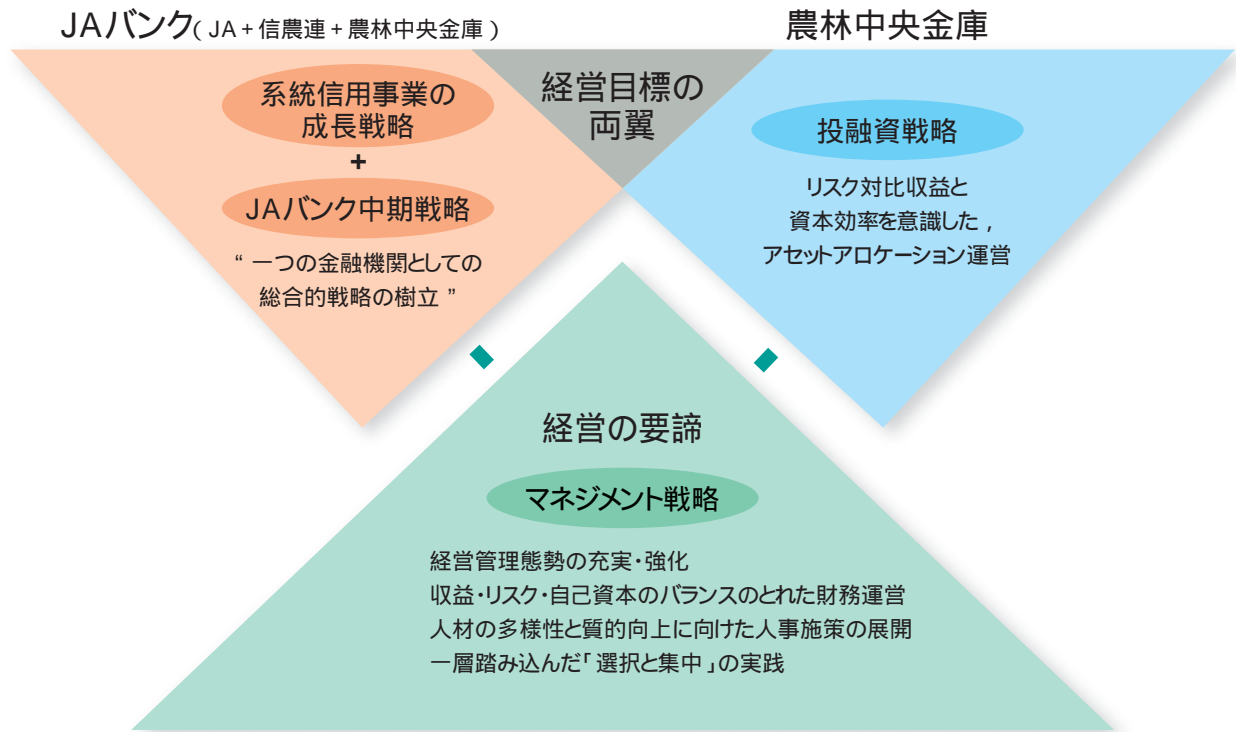 JAバンク(JA+信農連+農林中央金庫)
系統信用事業の
成長戦略
+
JAバンク中期戦略
“一つの金融機関としての
総合的戦略の樹立”
経営目標の
両翼
農林中央金庫
投融資戦略
リスク対比収益と
資本効率を意識した,
アセットアロケーション運営
経営の要諦
マネジメント戦略
経営管理態勢の充実・強化
収益・リスク・自己資本のバランスのとれた財務運営
人材の多様性と質的向上に向けた人事施策の展開
一層踏み込んだ「選択と集中」の実践